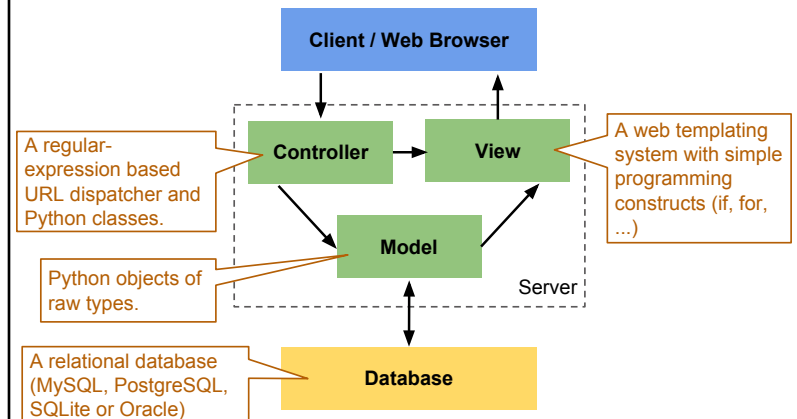 Client / Web Browser
A regular-
expression based
URL dispatcher and
Python classes.
Controller
View
A web templating
system with simple
programming
constructs (if, for,
...)
Model
Python objects of
raw types.
Server
A relational database
(MySQL, PostgreSQL,
SQLite or Oracle)
Database